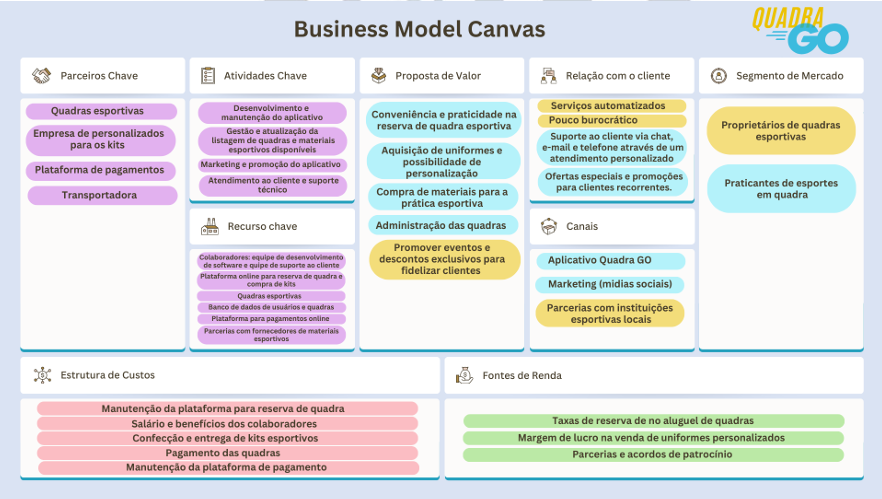 Business Model Canvas
QUADRA
GO
Parceiros Chave
Quadras esportivas
Empresa de personalizados
para os kits
Plataforma de pagamentos
Transportadora
Atividades Chave
Desenvolvimento e
manutenção do aplicativo
Gestão e atualização da
listagem de quadras e materiais
esportivos disponíveis
Marketing e promoção do aplicativo
Atendimento ao cliente e suporte
técnico
Recurso chave
Colaboradores: equipe de desenvolvimento
de software e quipe de suporte ao cliente
Plataforma online para reserva de quadra e
compra de kits
Quadras esportivas
Banco de dados de usuários e quadras
Plataforma para pagamentos online
Parcerias com fornecedores de materiais
esportivos
Proposta de Valor
Conveniência e praticidade na
reserva de quadra esportiva
Aquisição de uniformes e
possibilidade de
personalização
Compra de materiais para a
prática esportiva
Administração das quadras
Promover eventos e
descontos exclusivos para
fidelizar clientes
Relação com o cliente
Serviços automatizados
Pouco burocrático
Suporte ao cliente via chat,
e-mail e telefone através de um
atendimento personalizado
Ofertas especiais e promoções
para clientes recorrentes.
Canais
Aplicativo Quadra GO
Marketing (mídias sociais)
Parcerias com instituições
esportivas locais
Segmento de Mercado
Proprietários de quadras
esportivas
Praticantes de esportes
em quadra
Estrutura de Custos
Manutenção da plataforma para reserva de quadra
Salário e benefícios dos colaboradores
Confecção e entrega de kits esportivos
Pagamento das quadras
Manutenção da plataforma de pagamento
Fontes de Renda
Taxas de reserva de no aluguel de quadras
Margem de lucro na venda de uniformes personalizados
Parcerias e acordos de patrocínio